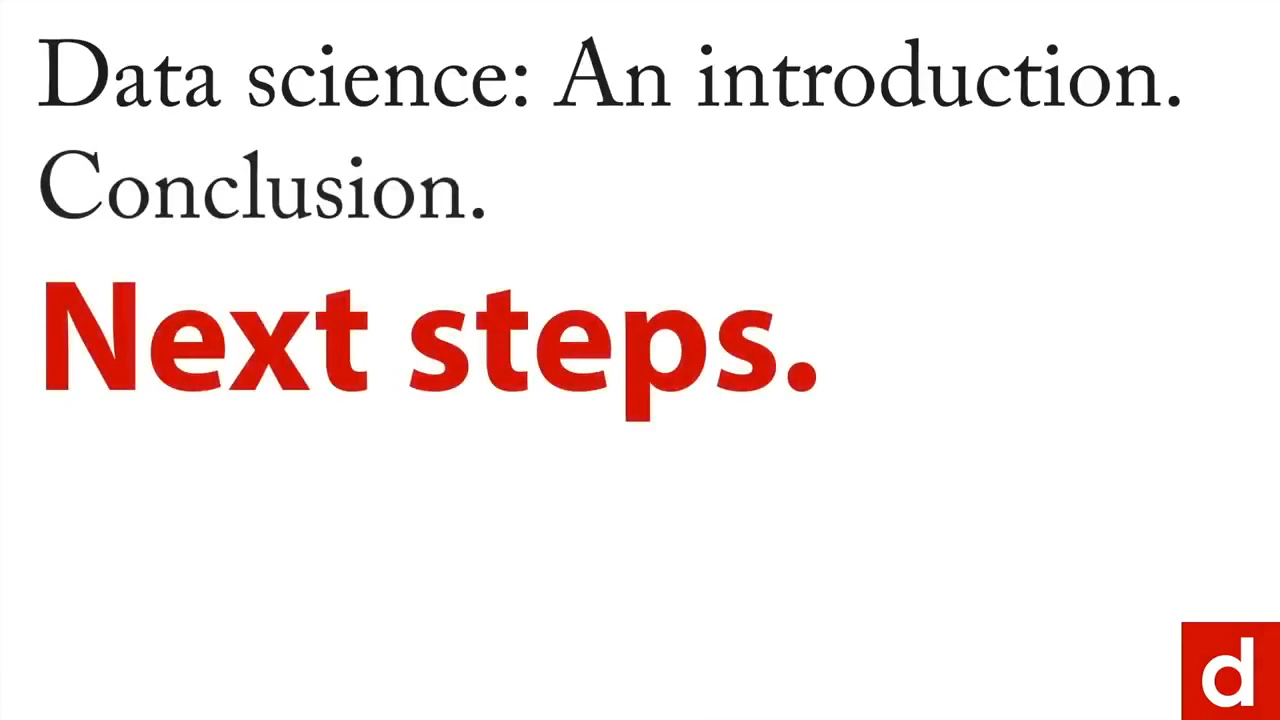 Data science: An introduction.
Conclusion.
Next steps.
d